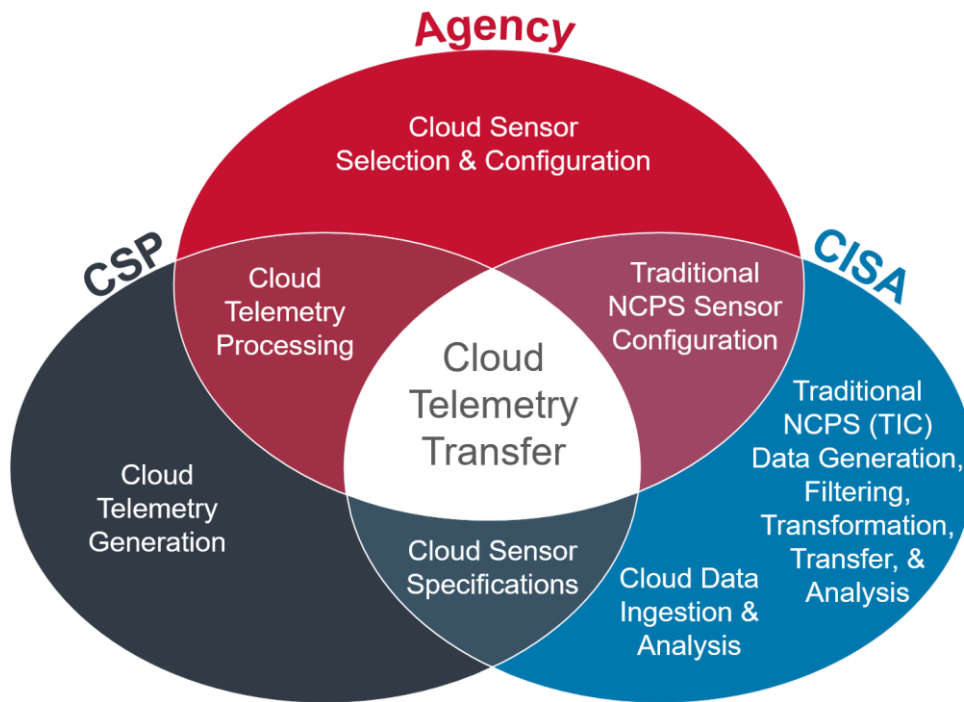 Agency
Cloud Sensor
Selection & Configuration
CSP
CISA
Cloud
Telemetry
Processing
Traditional
NCPS Sensor
Configuration
Cloud
Telemetry
Transfer
Cloud
Telemetry
Generation
Cloud Sensor
Specifications
Cloud Data
Ingestion &
Analysis
Traditional
NCPS (TIC)
Data Generation,
Filtering,
Transformation,
Transfer, &
Analysis